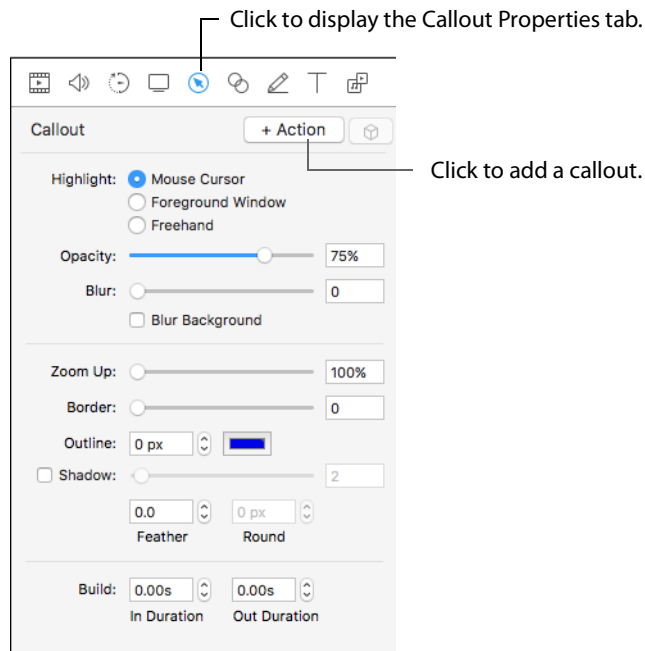 Click to display the Callout Properties tab.
Callout
+ Action
Click to add a callout.
Highlight:
Mouse Cursor
Foreground Window
Freehand
Opacity:
75%
Blur:
0
Blur Background
Zoom Up:
100%
Border:
0
Outline:
0 px
Shadow:
2
0.0
0 px
Feather
Round
Build:
0.00s
0.00s
In Duration
Out Duration